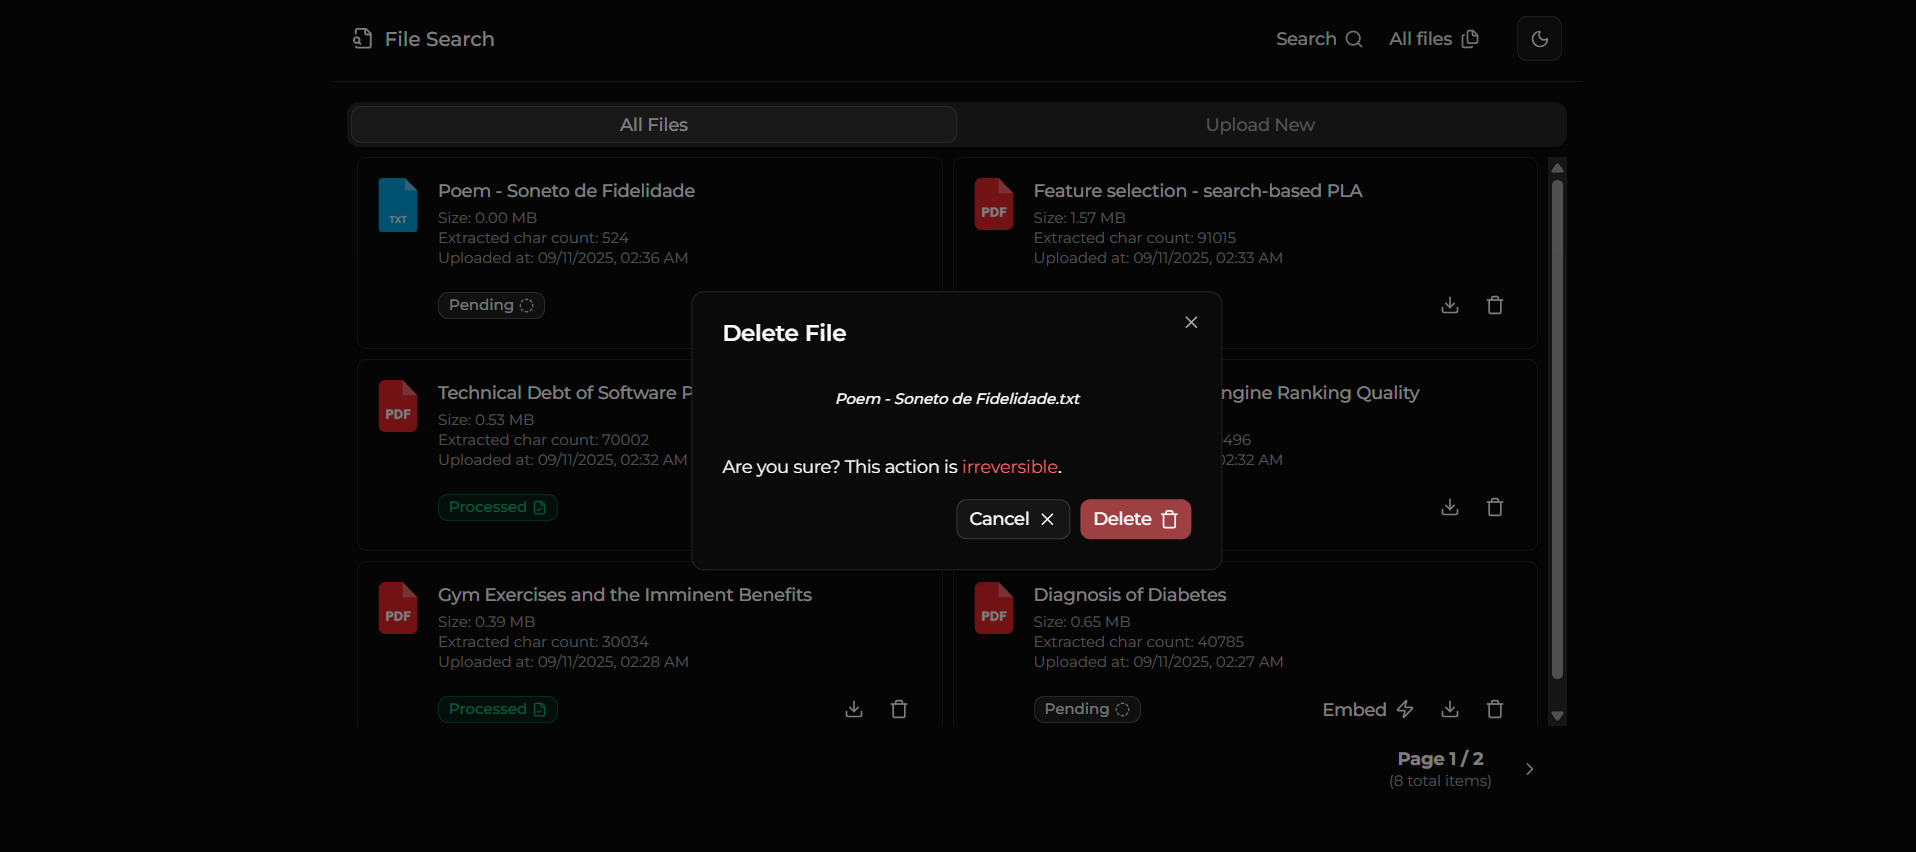 File Search
Search
All files
All Files
Upload New
TXT
Poem - Soneto de Fidelidade
Size: 0.00 MB
Extracted char count: 524
Uploaded at: 09/11/2025, 02:36 AM
Pending
PDF
Feature selection - search-based PLA
Size: 1.57 MB
Extracted char count: 91015
Uploaded at: 09/11/2025, 02:33 AM
Delete File
Poem - Soneto de Fidelidade.txt
Are you sure? This action is irreversible.
Cancel
Delete
PDF
Technical Debt of Software P
Size: 0.53 MB
Extracted char count: 70002
Uploaded at: 09/11/2025, 02:32 AM
Processed
ngine Ranking Quality
496
02:32 AM
PDF
Gym Exercises and the Imminent Benefits
Size: 0.39 MB
Extracted char count: 30034
Uploaded at: 09/11/2025, 02:28 AM
Processed
PDF
Diagnosis of Diabetes
Size: 0.65 MB
Extracted char count: 40785
Uploaded at: 09/11/2025, 02:27 AM
Pending
Embed
Page 1 / 2
(8 total items)